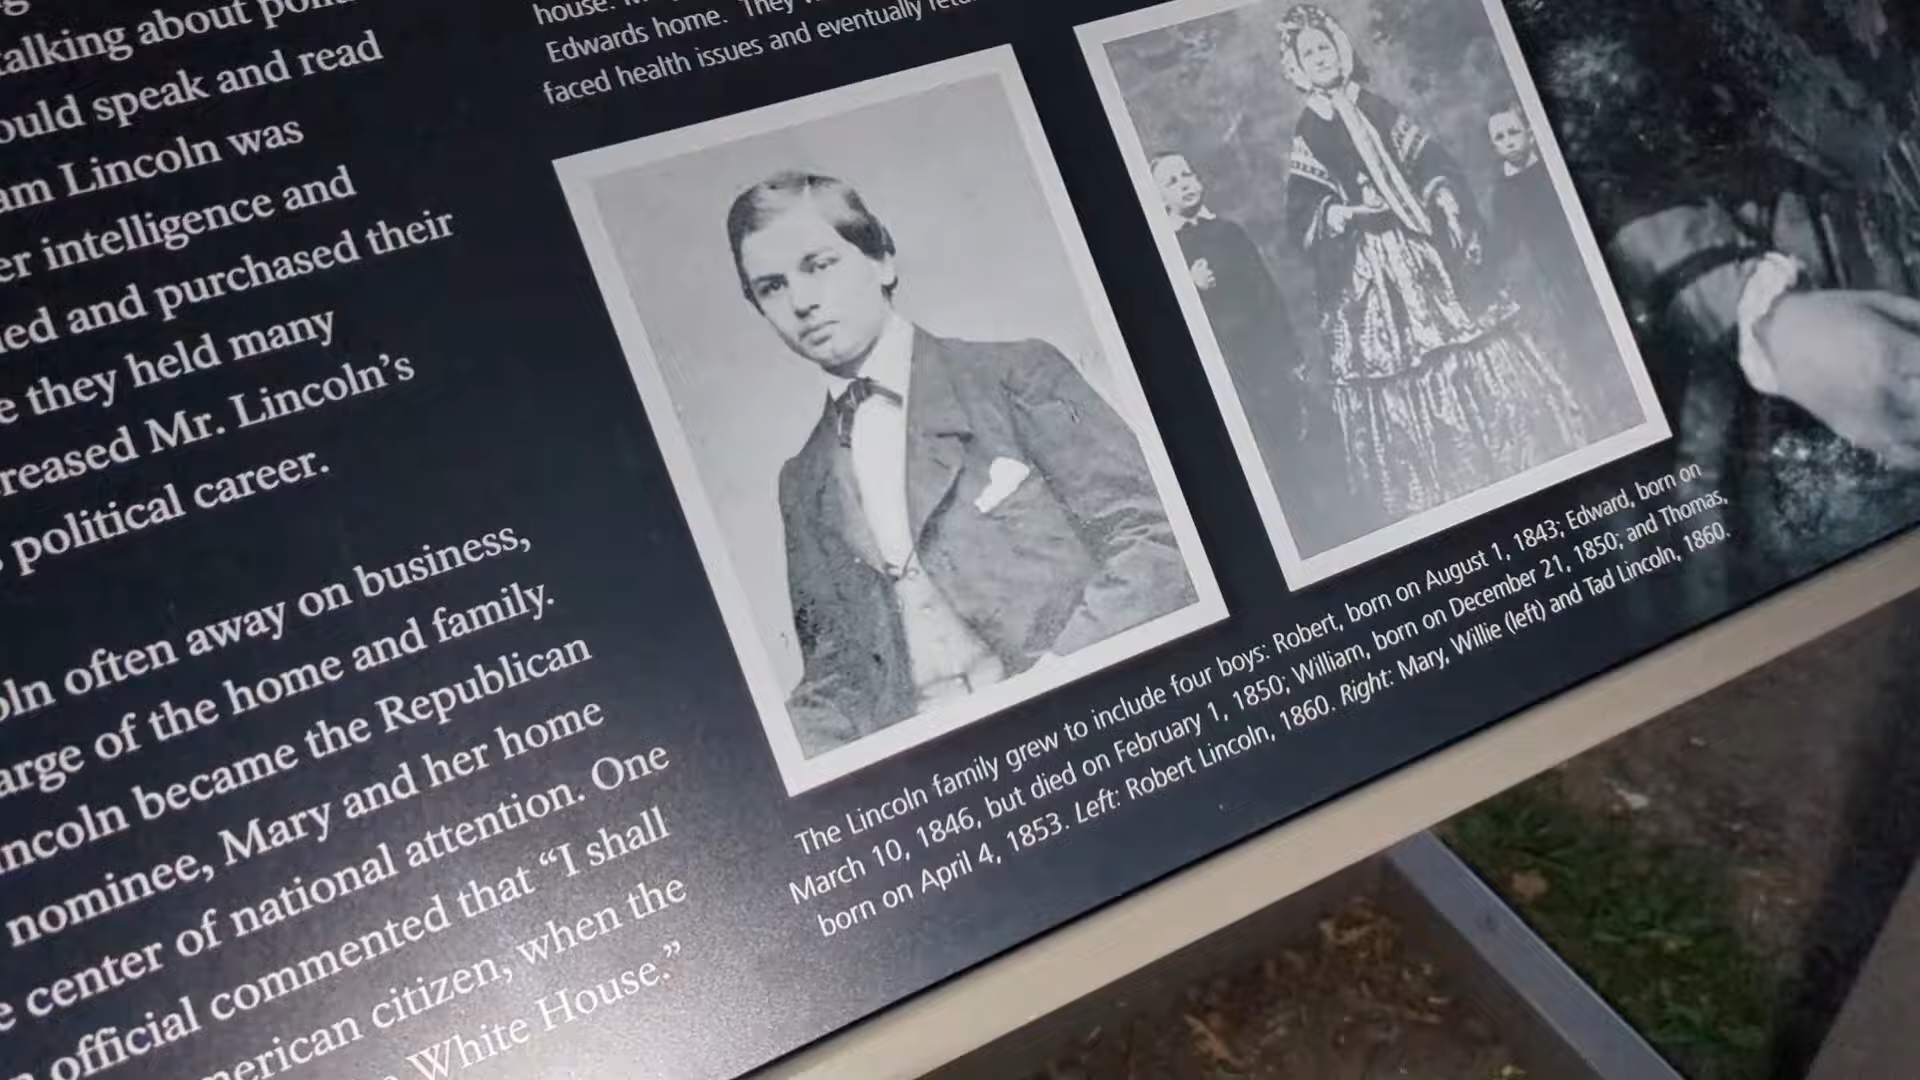 talking about
ould speak and read
am Lincoln was
er intelligence and
and purchased their
e they held many
reased Mr. Lincoln's
political career.
oln often away on business,
arge of the home and family.
incoln became the Republican
nominee, Mary and her home
e center of national attention. One
official commented that “I shall
merican citizen, when the
White House.”
house.
Edwards home. They
faced health issues and eventually
The Lincoln family grew to include four boys: Robert, born on August 1, 1843; Edward, born on
March 10, 1846, but died on February 1, 1850; William, born on December 21, 1850; and Thomas,
born on April 4, 1853. Left: Robert Lincoln, 1860. Right: Mary, Willie (left) and Tad Lincoln, 1860.